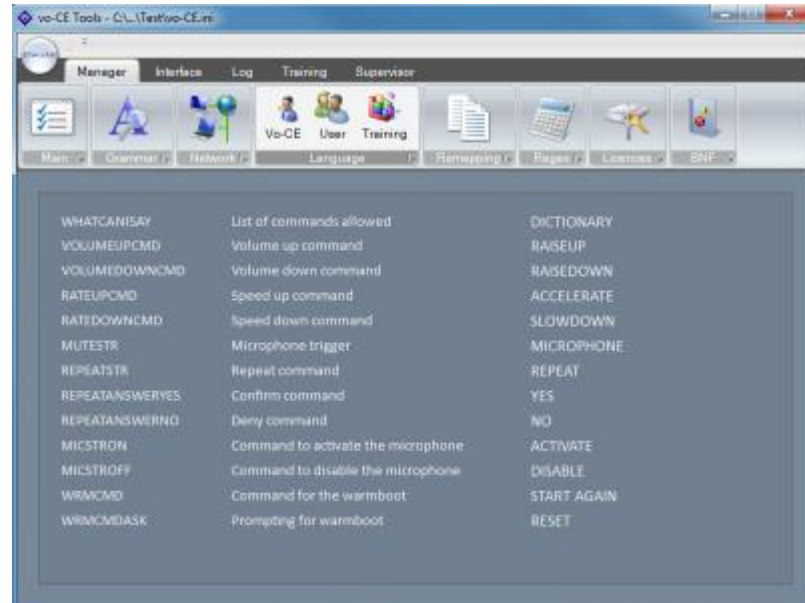 vo-CE Tools - C:\...\Test\vo-CE.ini
Manager Interface Log Training Supervisor
Vo-CE User Training
Main Grammar Network Language Remapping Regex Licences BNF
WHATCANISAY List of commands allowed DICTIONARY
VOLUMEUPCMD Volume up command RAISEUP
VOLUMEDOWNCMD Volume down command RAISEDOWN
RATEUPCMD Speed up command ACCELERATE
RATEDOWNCMD Speed down command SLOWDOWN
MUTESTR Microphone trigger MICROPHONE
REPEATSTR Repeat command REPEAT
REPEATANSWERYES Confirm command YES
REPEATANSWERNO Deny command NO
MICSTRON Command to activate the microphone ACTIVATE
MICSTROFF Command to disable the microphone DISABLE
WRMCMD Command for the warmboot START AGAIN
WRMCMDASK Prompting for warmboot RESET